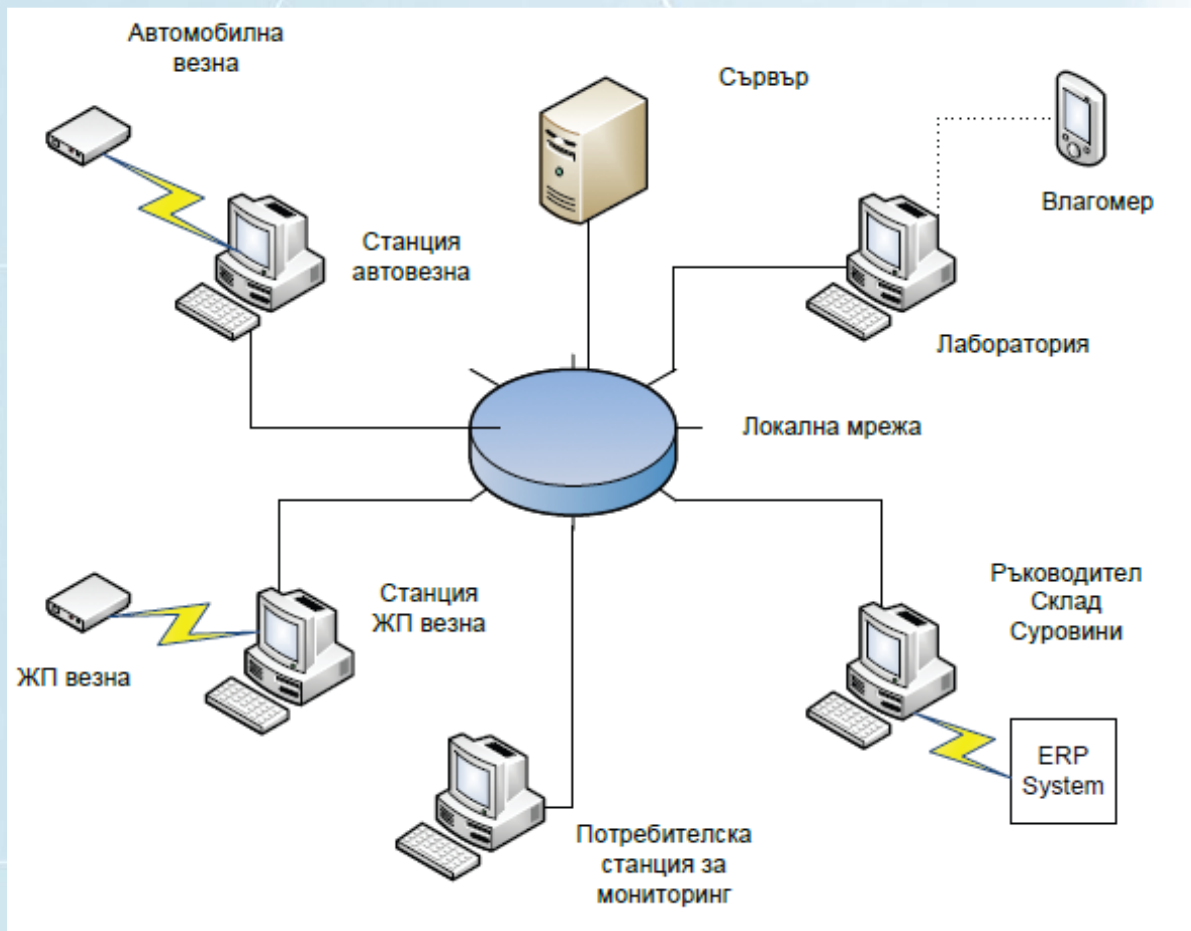 Автомобилна
везна
Сървър
Влагомер
Станция
автовезна
Лаборатория
Локална мрежа
Станция
ЖП везна
ЖП везна
Ръководител
Склад
Суровини
ERP
System
Потребителска
станция за
мониторинг